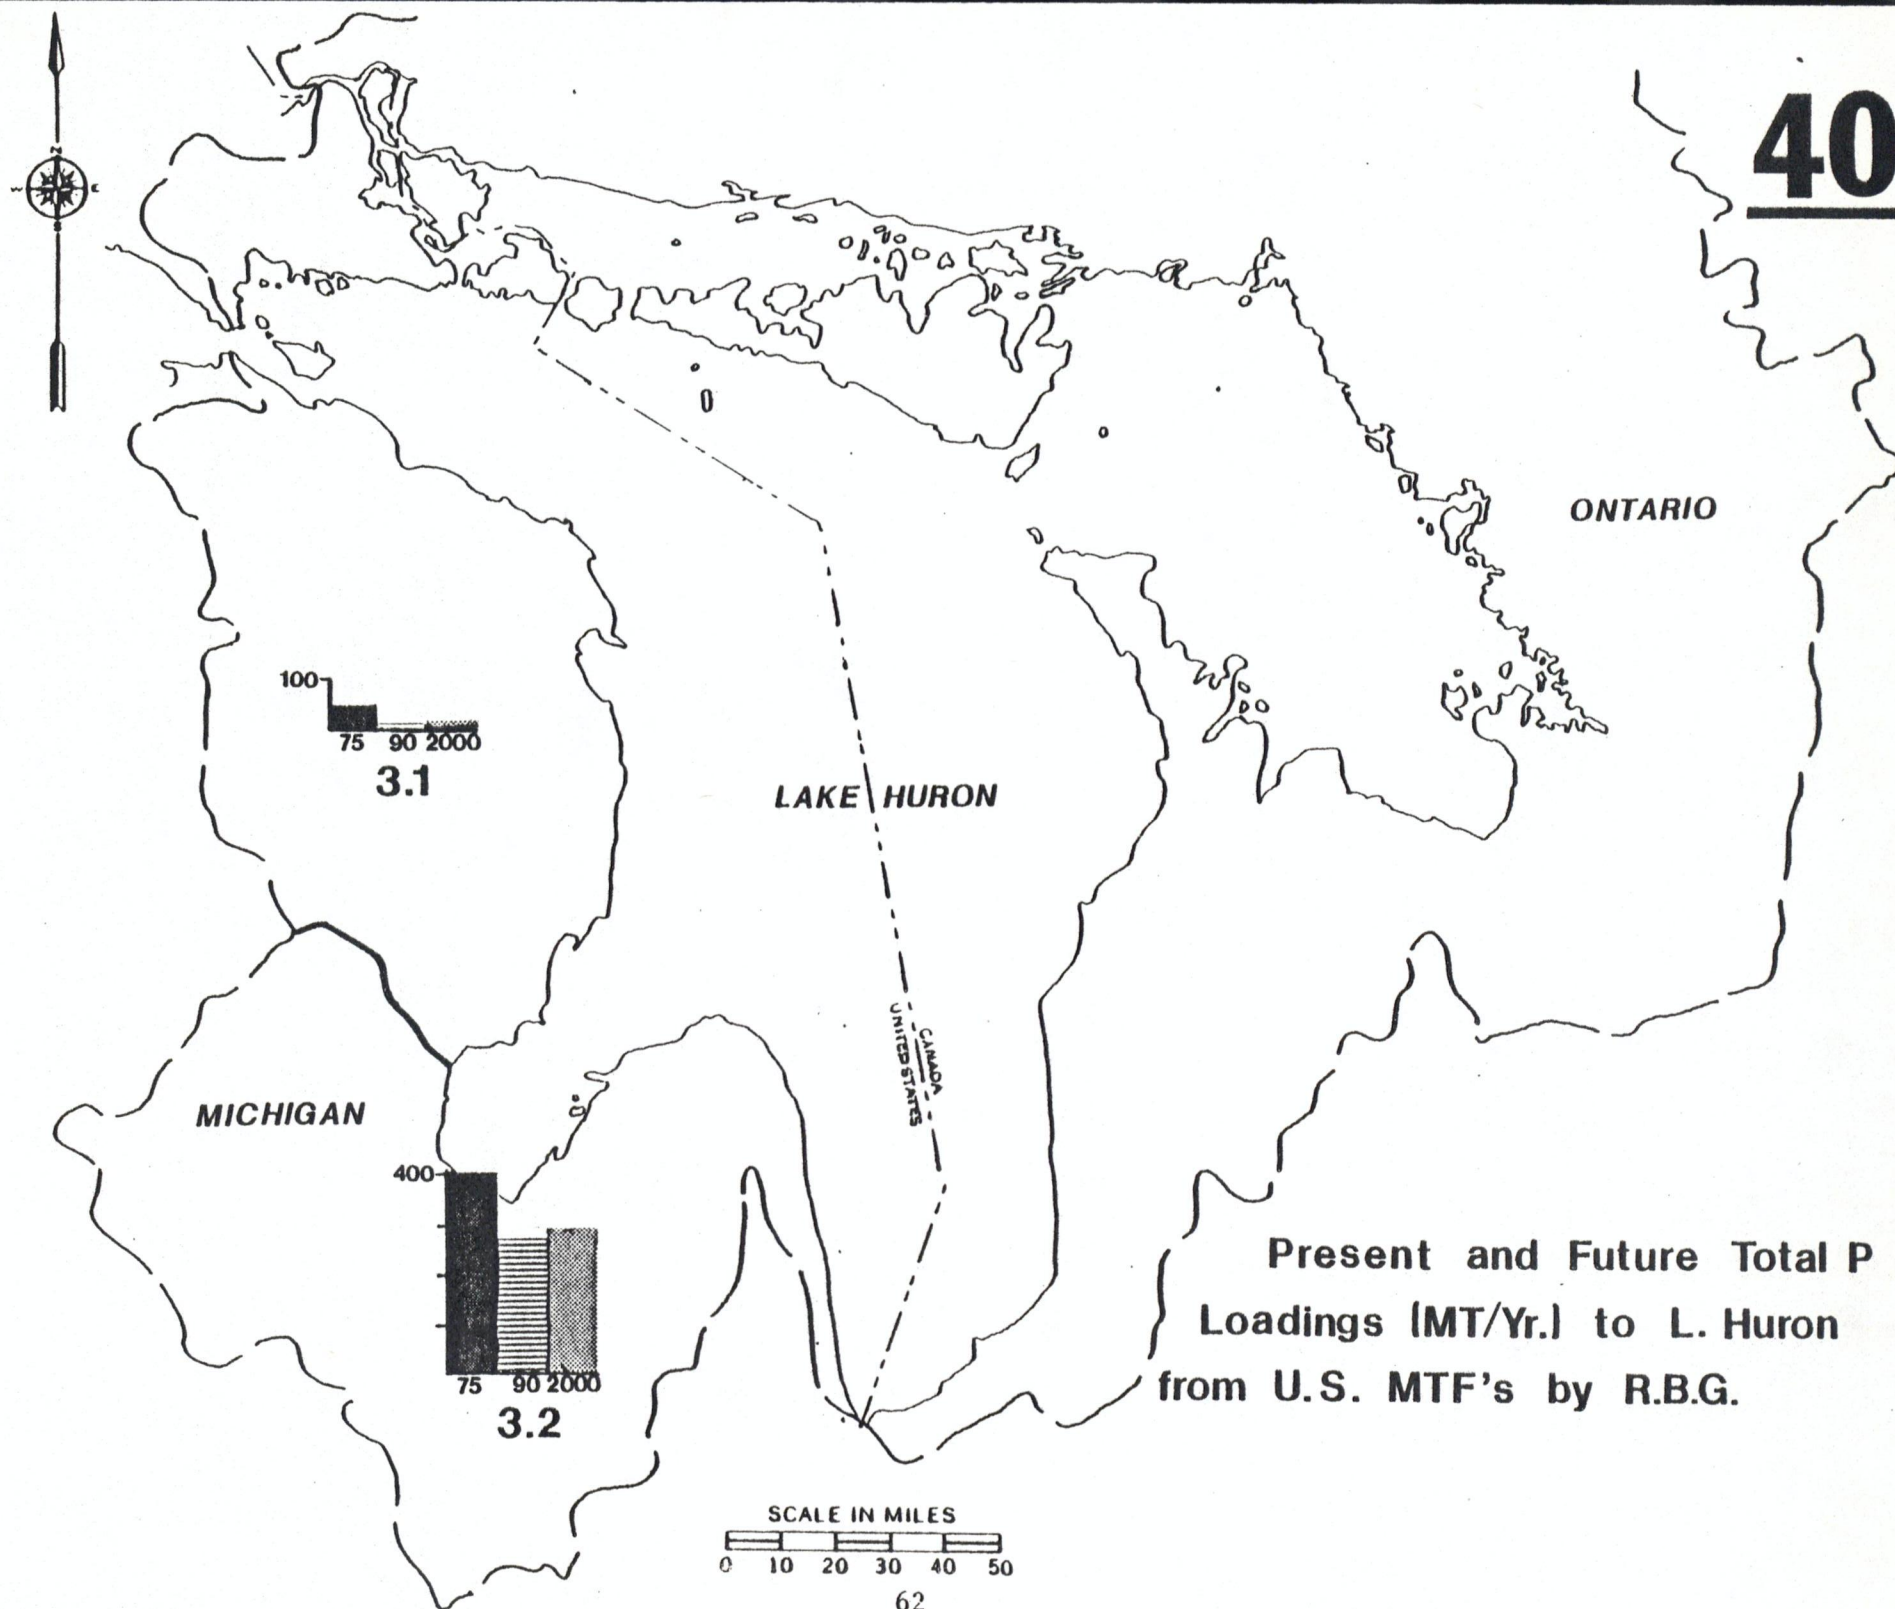 40
N
W
E
S
ONTARIO
100
75 90 2000
3.1
LAKE HURON
CANADA
UNITED STATES
MICHIGAN
400
75 90 2000
3.2
Present and Future Total P
Loadings (MT/Yr.) to L. Huron
from U.S. MTF's by R.B.G.
SCALE IN MILES
0 10 20 30 40 50
62